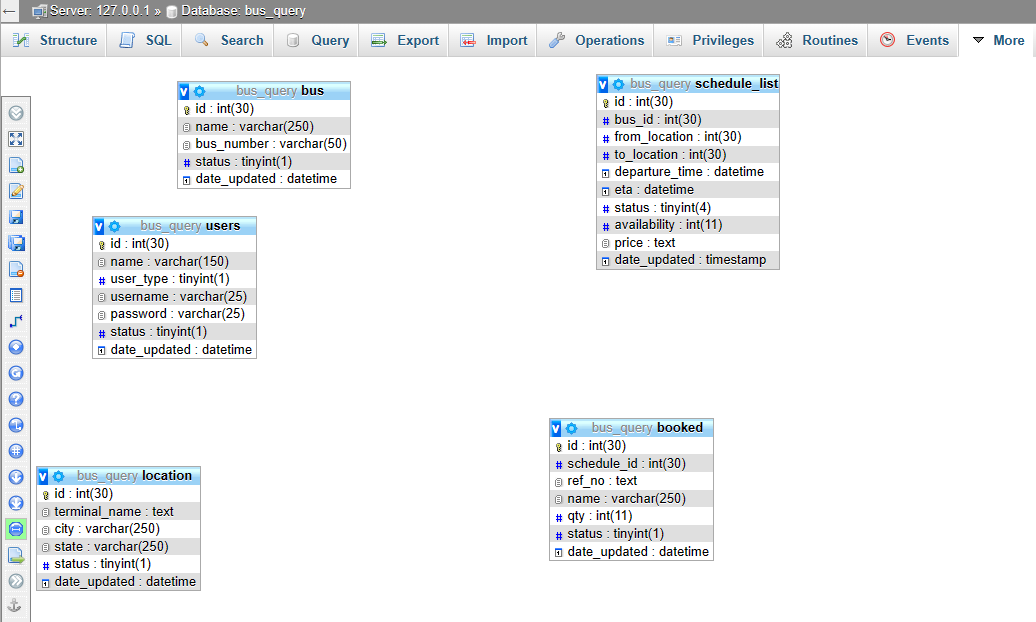 Server: 127.0.0.1 » Database: bus_query
Structure SQL Search Query Export Import Operations Privileges Routines Events More
bus_query bus
id : int(30)
name : varchar(250)
bus_number : varchar(50)
status : tinyint(1)
date_updated : datetime
bus_query schedule_list
id : int(30)
bus_id : int(30)
from_location : int(30)
to_location : int(30)
departure_time : datetime
eta : datetime
status : tinyint(4)
availability : int(11)
price : text
date_updated : timestamp
bus_query users
id : int(30)
name : varchar(150)
user_type : tinyint(1)
username : varchar(25)
password : varchar(25)
status : tinyint(1)
date_updated : datetime
bus_query booked
id : int(30)
schedule_id : int(30)
ref_no : text
name : varchar(250)
qty : int(11)
status : tinyint(1)
date_updated : datetime
bus_query location
id : int(30)
terminal_name : text
city : varchar(250)
state : varchar(250)
status : tinyint(1)
date_updated : datetime